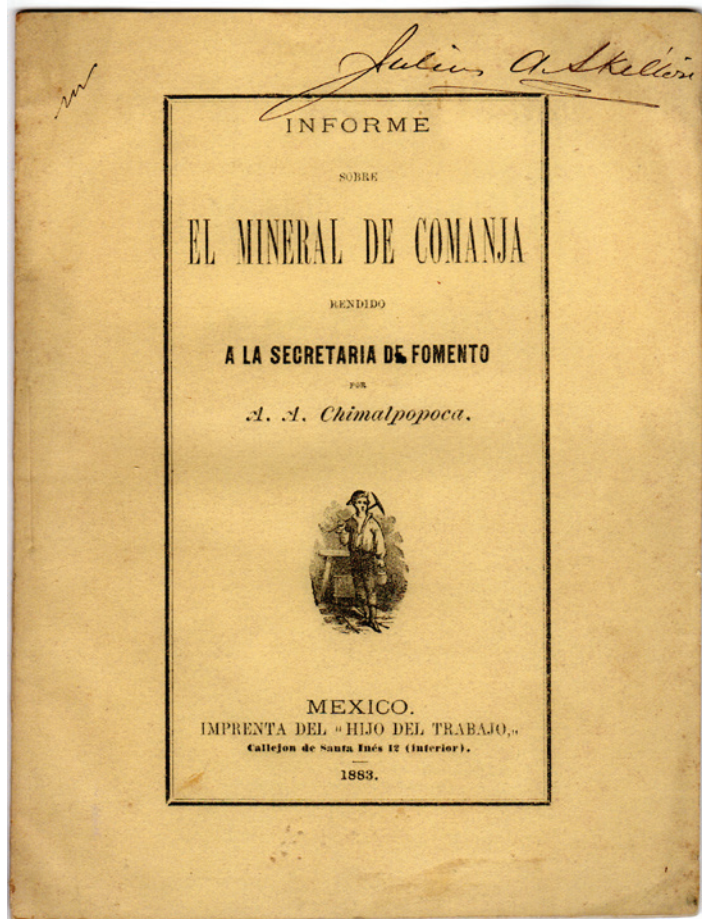 Julius A. Skelton
INFORME
SOBRE
EL MINERAL DE COMANJA
RENDIDO
A LA SECRETARIA DE FOMENTO
POR
A. A. Chimalpopoca.
MEXICO.
IMPRENTA DEL "HIJO DEL TRABAJO,"
Callejon de Santa Inés 12 (interior).
1883.